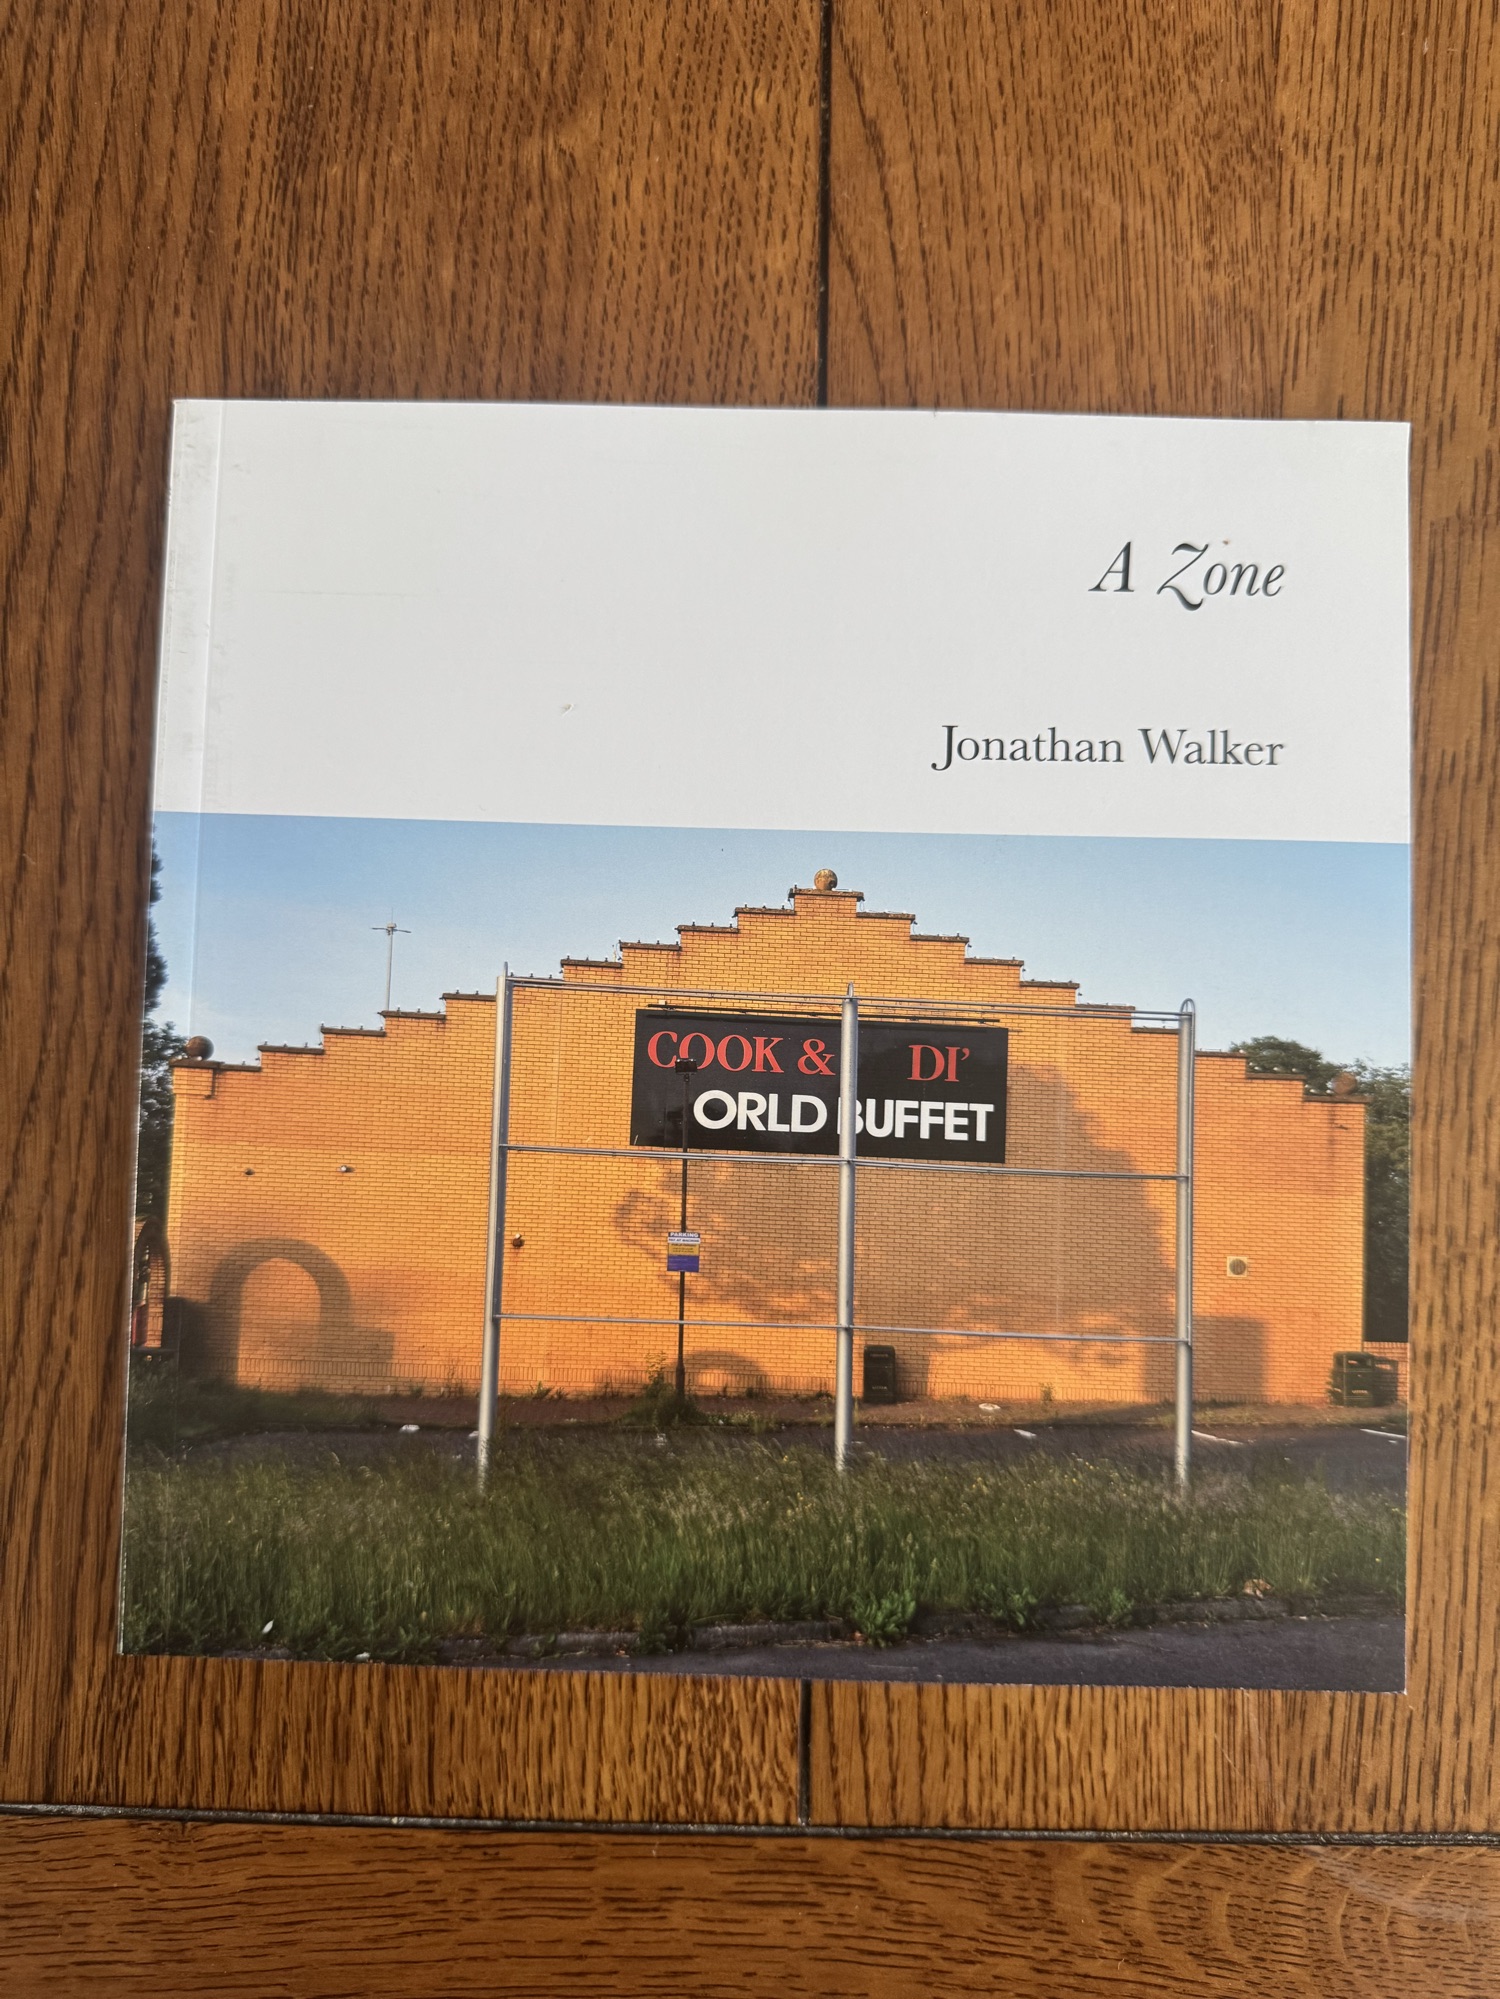 A Zone
Jonathan Walker
COOK & DI'
ORLD BUFFET
PARKING